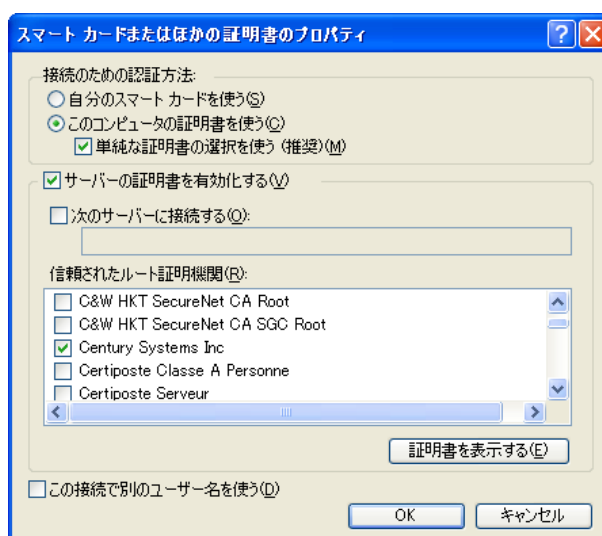 スマート カードまたはほかの証明書のプロパティ
接続のための認証方法:
自分のスマート カードを使う(S)
このコンピュータの証明書を使う(C)
単純な証明書の選択を使う (推奨)(M)
サーバーの証明書を有効化する(V)
次のサーバーに接続する(O):
信頼されたルート証明機関(R):
C&W HKT SecureNet CA Root
C&W HKT SecureNet CA SGC Root
Century Systems Inc
Certiposte Classe A Personne
Certiposte Serveur
証明書を表示する(E)
この接続で別のユーザー名を使う(D)
OK キャンセル